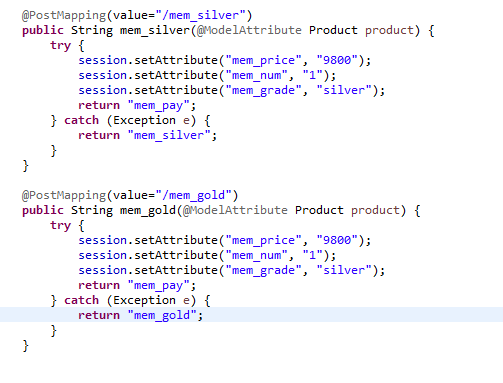 @PostMapping(value="/mem_silver")
public String mem_silver(@ModelAttribute Product product) {
try {
session.setAttribute("mem_price", "9800");
session.setAttribute("mem_num", "1");
session.setAttribute("mem_grade", "silver");
return "mem_pay";
} catch (Exception e) {
return "mem_silver";
}
}
@PostMapping(value="/mem_gold")
public String mem_gold(@ModelAttribute Product product) {
try {
session.setAttribute("mem_price", "9800");
session.setAttribute("mem_num", "1");
session.setAttribute("mem_grade", "silver");
return "mem_pay";
} catch (Exception e) {
return "mem_gold";
}
}